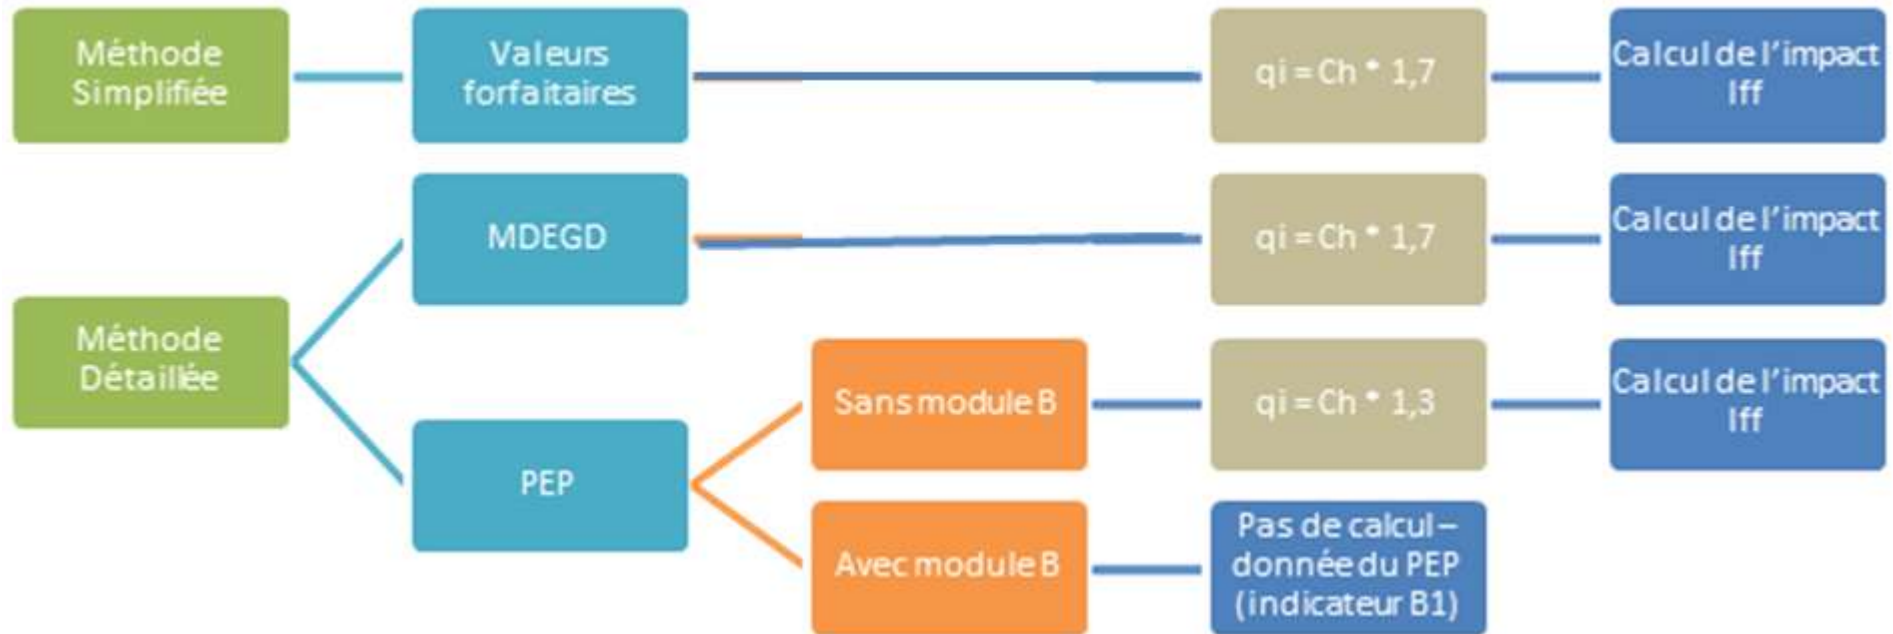 Méthode
Simplifiée
Valeurs
forfaitaires
qi = Ch * 1,7
Calcul de l'impact
Iff
MDEGD
qi = Ch * 1,7
Calcul de l'impact
Iff
Méthode
Détaillée
Sans module B
qi = Ch * 1,3
Calcul de l'impact
Iff
PEP
Avec module B
Pas de calcul –
donnée du PEP
(indicateur B1)